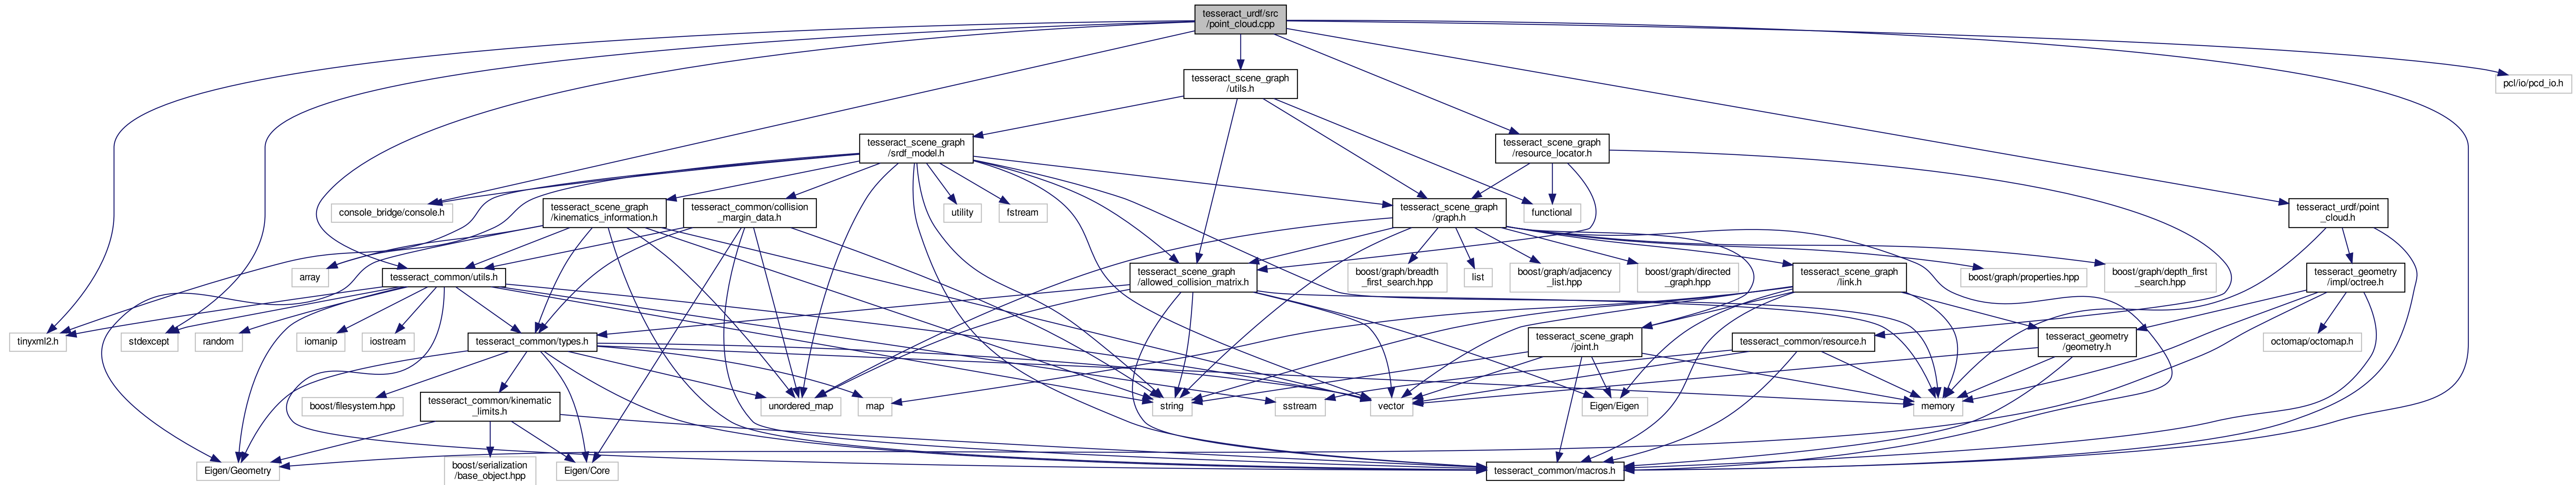 tesseract_urdf/src
/point_cloud.cpp
tesseract_scene_graph
/utils.h
pcl/io/pcd_io.h
tesseract_scene_graph
/srdf_model.h
tesseract_scene_graph
/resource_locator.h
console_bridge/console.h
tesseract_scene_graph
/kinematics_information.h
tesseract_common/collision
_margin_data.h
utility
fstream
tesseract_scene_graph
/graph.h
functional
tesseract_urdf/point
_cloud.h
array
tesseract_common/utils.h
tesseract_scene_graph
/allowed_collision_matrix.h
boost/graph/breadth
_first_search.hpp
list
boost/graph/adjacency
_list.hpp
boost/graph/directed
_graph.hpp
tesseract_scene_graph
/link.h
boost/graph/properties.hpp
boost/graph/depth_first
_search.hpp
tesseract_geometry
/impl/octree.h
tinyxml2.h
stdexcept
random
iomanip
iostream
tesseract_common/types.h
tesseract_scene_graph
/joint.h
tesseract_common/resource.h
tesseract_geometry
/geometry.h
octomap/octomap.h
boost/filesystem.hpp
tesseract_common/kinematic
_limits.h
unordered_map
map
string
sstream
vector
Eigen/Eigen
memory
Eigen/Geometry
boost/serialization
/base_object.hpp
Eigen/Core
tesseract_common/macros.h